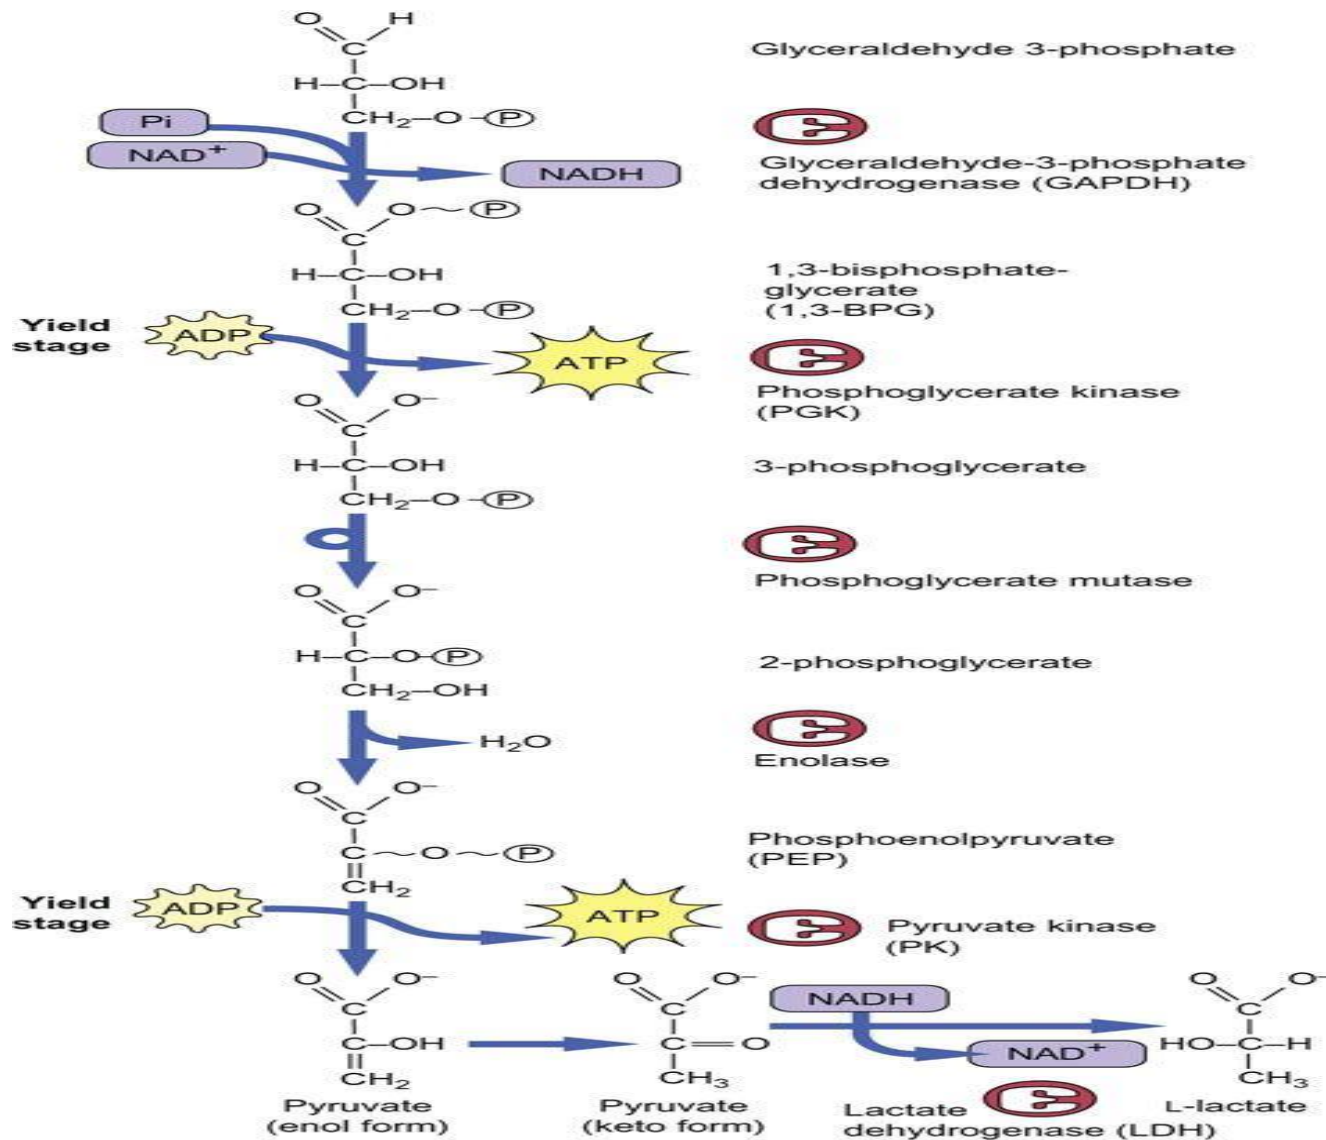 O H
C
Glyceraldehyde 3-phosphate
H–C–OH
Pi
CH₂–O–P
NAD⁺
NADH
Glyceraldehyde-3-phosphate
dehydrogenase (GAPDH)
O O~P
C
H–C–OH
1,3-bisphosphate-
glycerate
(1,3-BPG)
CH₂–O–P
Yield
stage
ADP
ATP
Phosphoglycerate kinase
(PGK)
O O⁻
C
H–C–OH
3-phosphoglycerate
CH₂–O–P
Phosphoglycerate mutase
O O⁻
C
H–C–O–P
2-phosphoglycerate
CH₂–OH
H₂O
Enolase
O O⁻
C
Phosphoenolpyruvate
(PEP)
C~O~P
CH₂
Yield
stage
ADP
ATP
Pyruvate kinase
(PK)
O O⁻
C
C–OH
CH₂
Pyruvate
(enol form)
O O⁻
C
C=O
CH₃
Pyruvate
(keto form)
NADH
NAD⁺
Lactate
dehydrogenase (LDH)
O O⁻
C
HO–C–H
CH₃
L-lactate